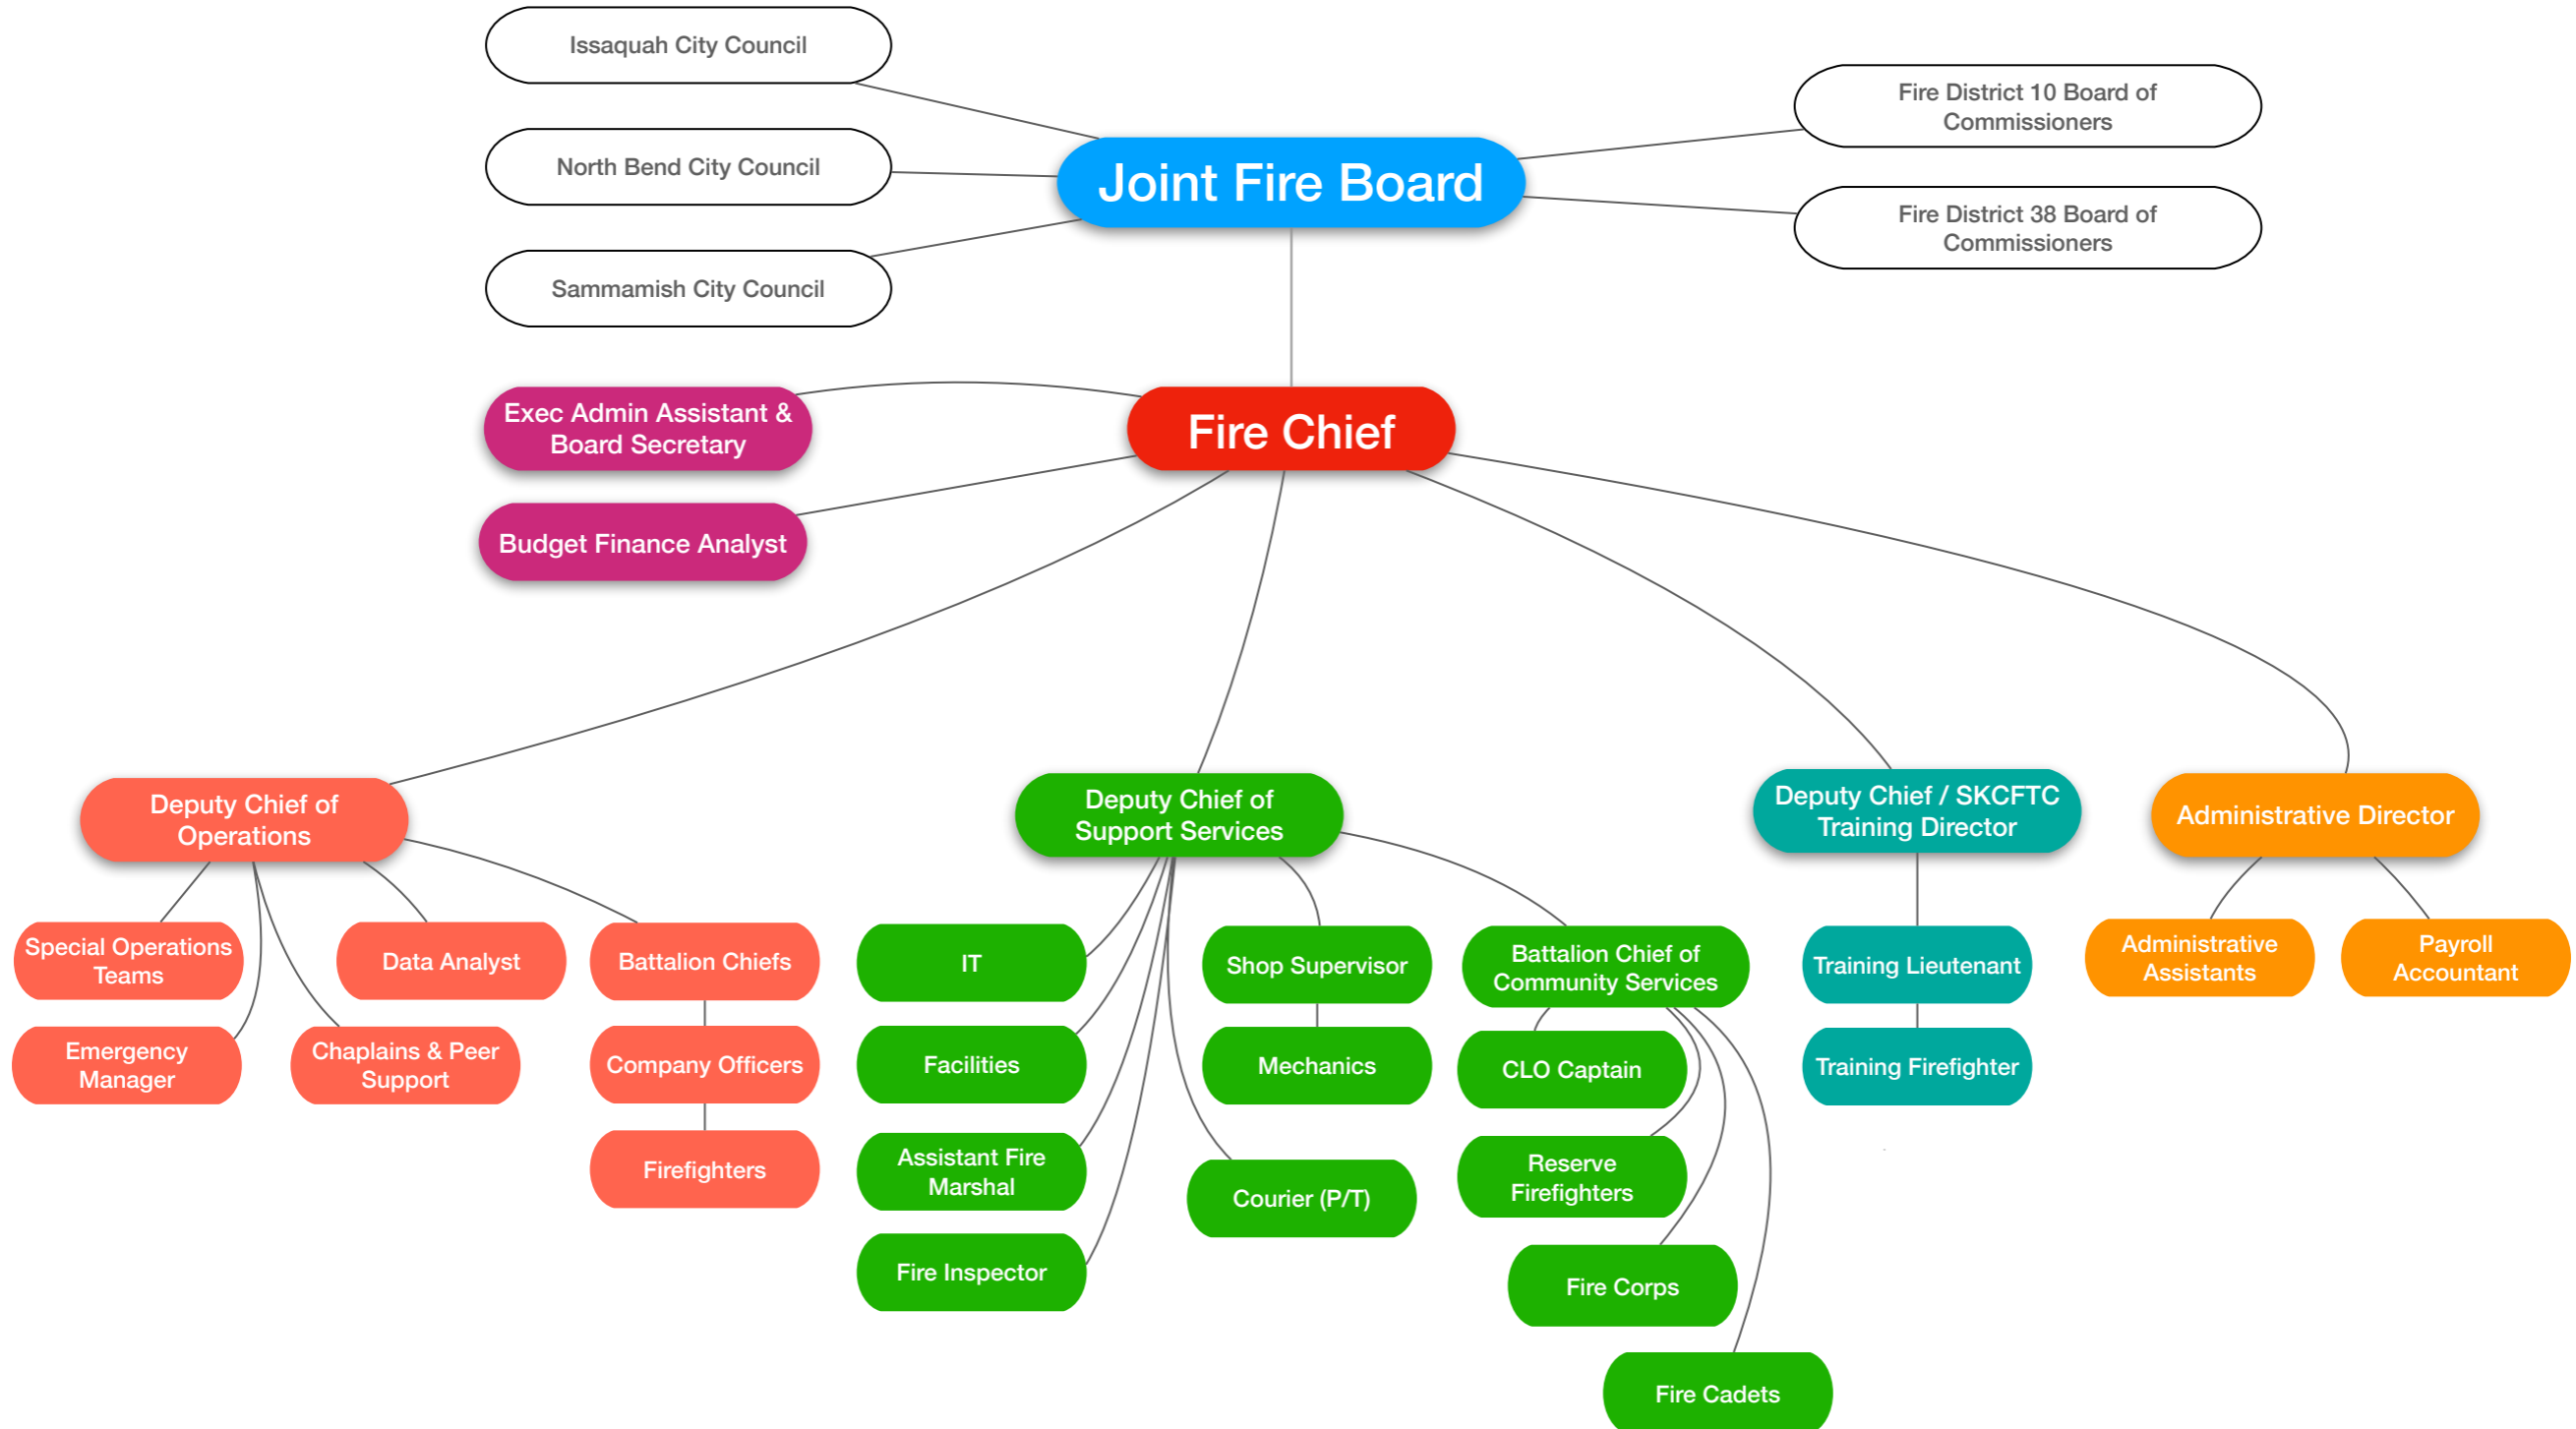 Issaquah City Council
North Bend City Council
Sammamish City Council
Joint Fire Board
Fire District 10 Board of
Commissioners
Fire District 38 Board of
Commissioners
Fire Chief
Exec Admin Assistant &
Board Secretary
Budget Finance Analyst
Deputy Chief of
Operations
Special Operations
Teams
Emergency
Manager
Chaplains & Peer
Support
Data Analyst
Battalion Chiefs
Company Officers
Firefighters
Deputy Chief of
Support Services
IT
Facilities
Assistant Fire
Marshal
Fire Inspector
Courier (P/T)
Shop Supervisor
Mechanics
Battalion Chief of
Community Services
CLO Captain
Reserve
Firefighters
Fire Corps
Fire Cadets
Deputy Chief / SKCFTC
Training Director
Training Lieutenant
Training Firefighter
Administrative Director
Administrative
Assistants
Payroll
Accountant